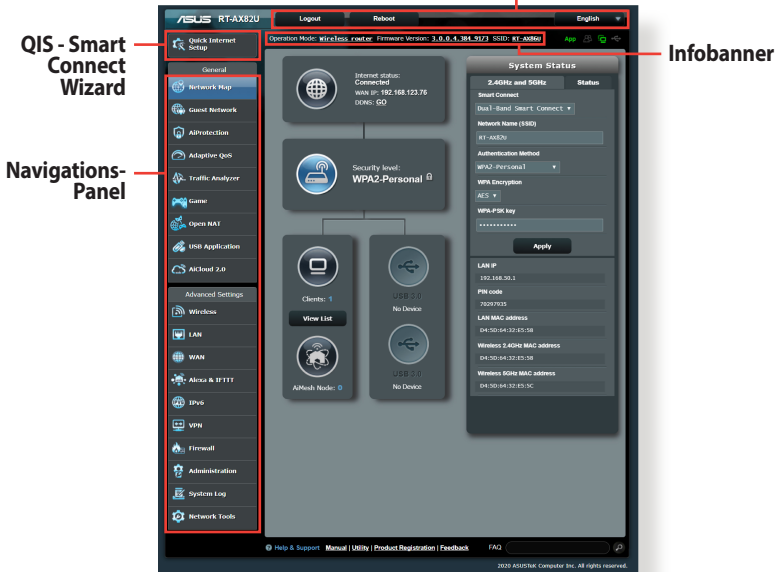 ASUS RT-AX82U
Logout
Reboot
English
QIS - Smart
Connect
Wizard
Quick Internet
Setup
Operation Mode: Wireless router Firmware Version: 3.0.0.4.384_9173 SSID: RT-AX86U
App
Infobanner
Navigations-
Panel
General
Network Map
Guest Network
AiProtection
Adaptive QoS
Traffic Analyzer
Game
Open NAT
USB Application
AiCloud 2.0
Advanced Settings
Wireless
LAN
WAN
Alexa & IFTTT
IPv6
VPN
Firewall
Administration
System Log
Network Tools
Internet status:
Connected
WAN IP: 192.168.123.76
DDNS: GO
Security level:
WPA2-Personal
Clients: 1
View List
AiMesh Node: 0
USB 3.0
No Device
USB 3.0
No Device
System Status
2.4GHz and 5GHz
Status
Smart Connect
Dual-Band Smart Connect
Network Name (SSID)
RT-AX82U
Authentication Method
WPA2-Personal
WPA Encryption
AES
WPA-PSK key
Apply
LAN IP
192.168.50.1
PIN code
70297935
LAN MAC address
D4:5D:64:32:E5:58
Wireless 2.4GHz MAC address
D4:5D:64:32:E5:58
Wireless 5GHz MAC address
D4:5D:64:32:E5:5C
Help & Support Manual | Utility | Product Registration | Feedback
FAQ
2020 ASUSTeK Computer Inc. All rights reserved.